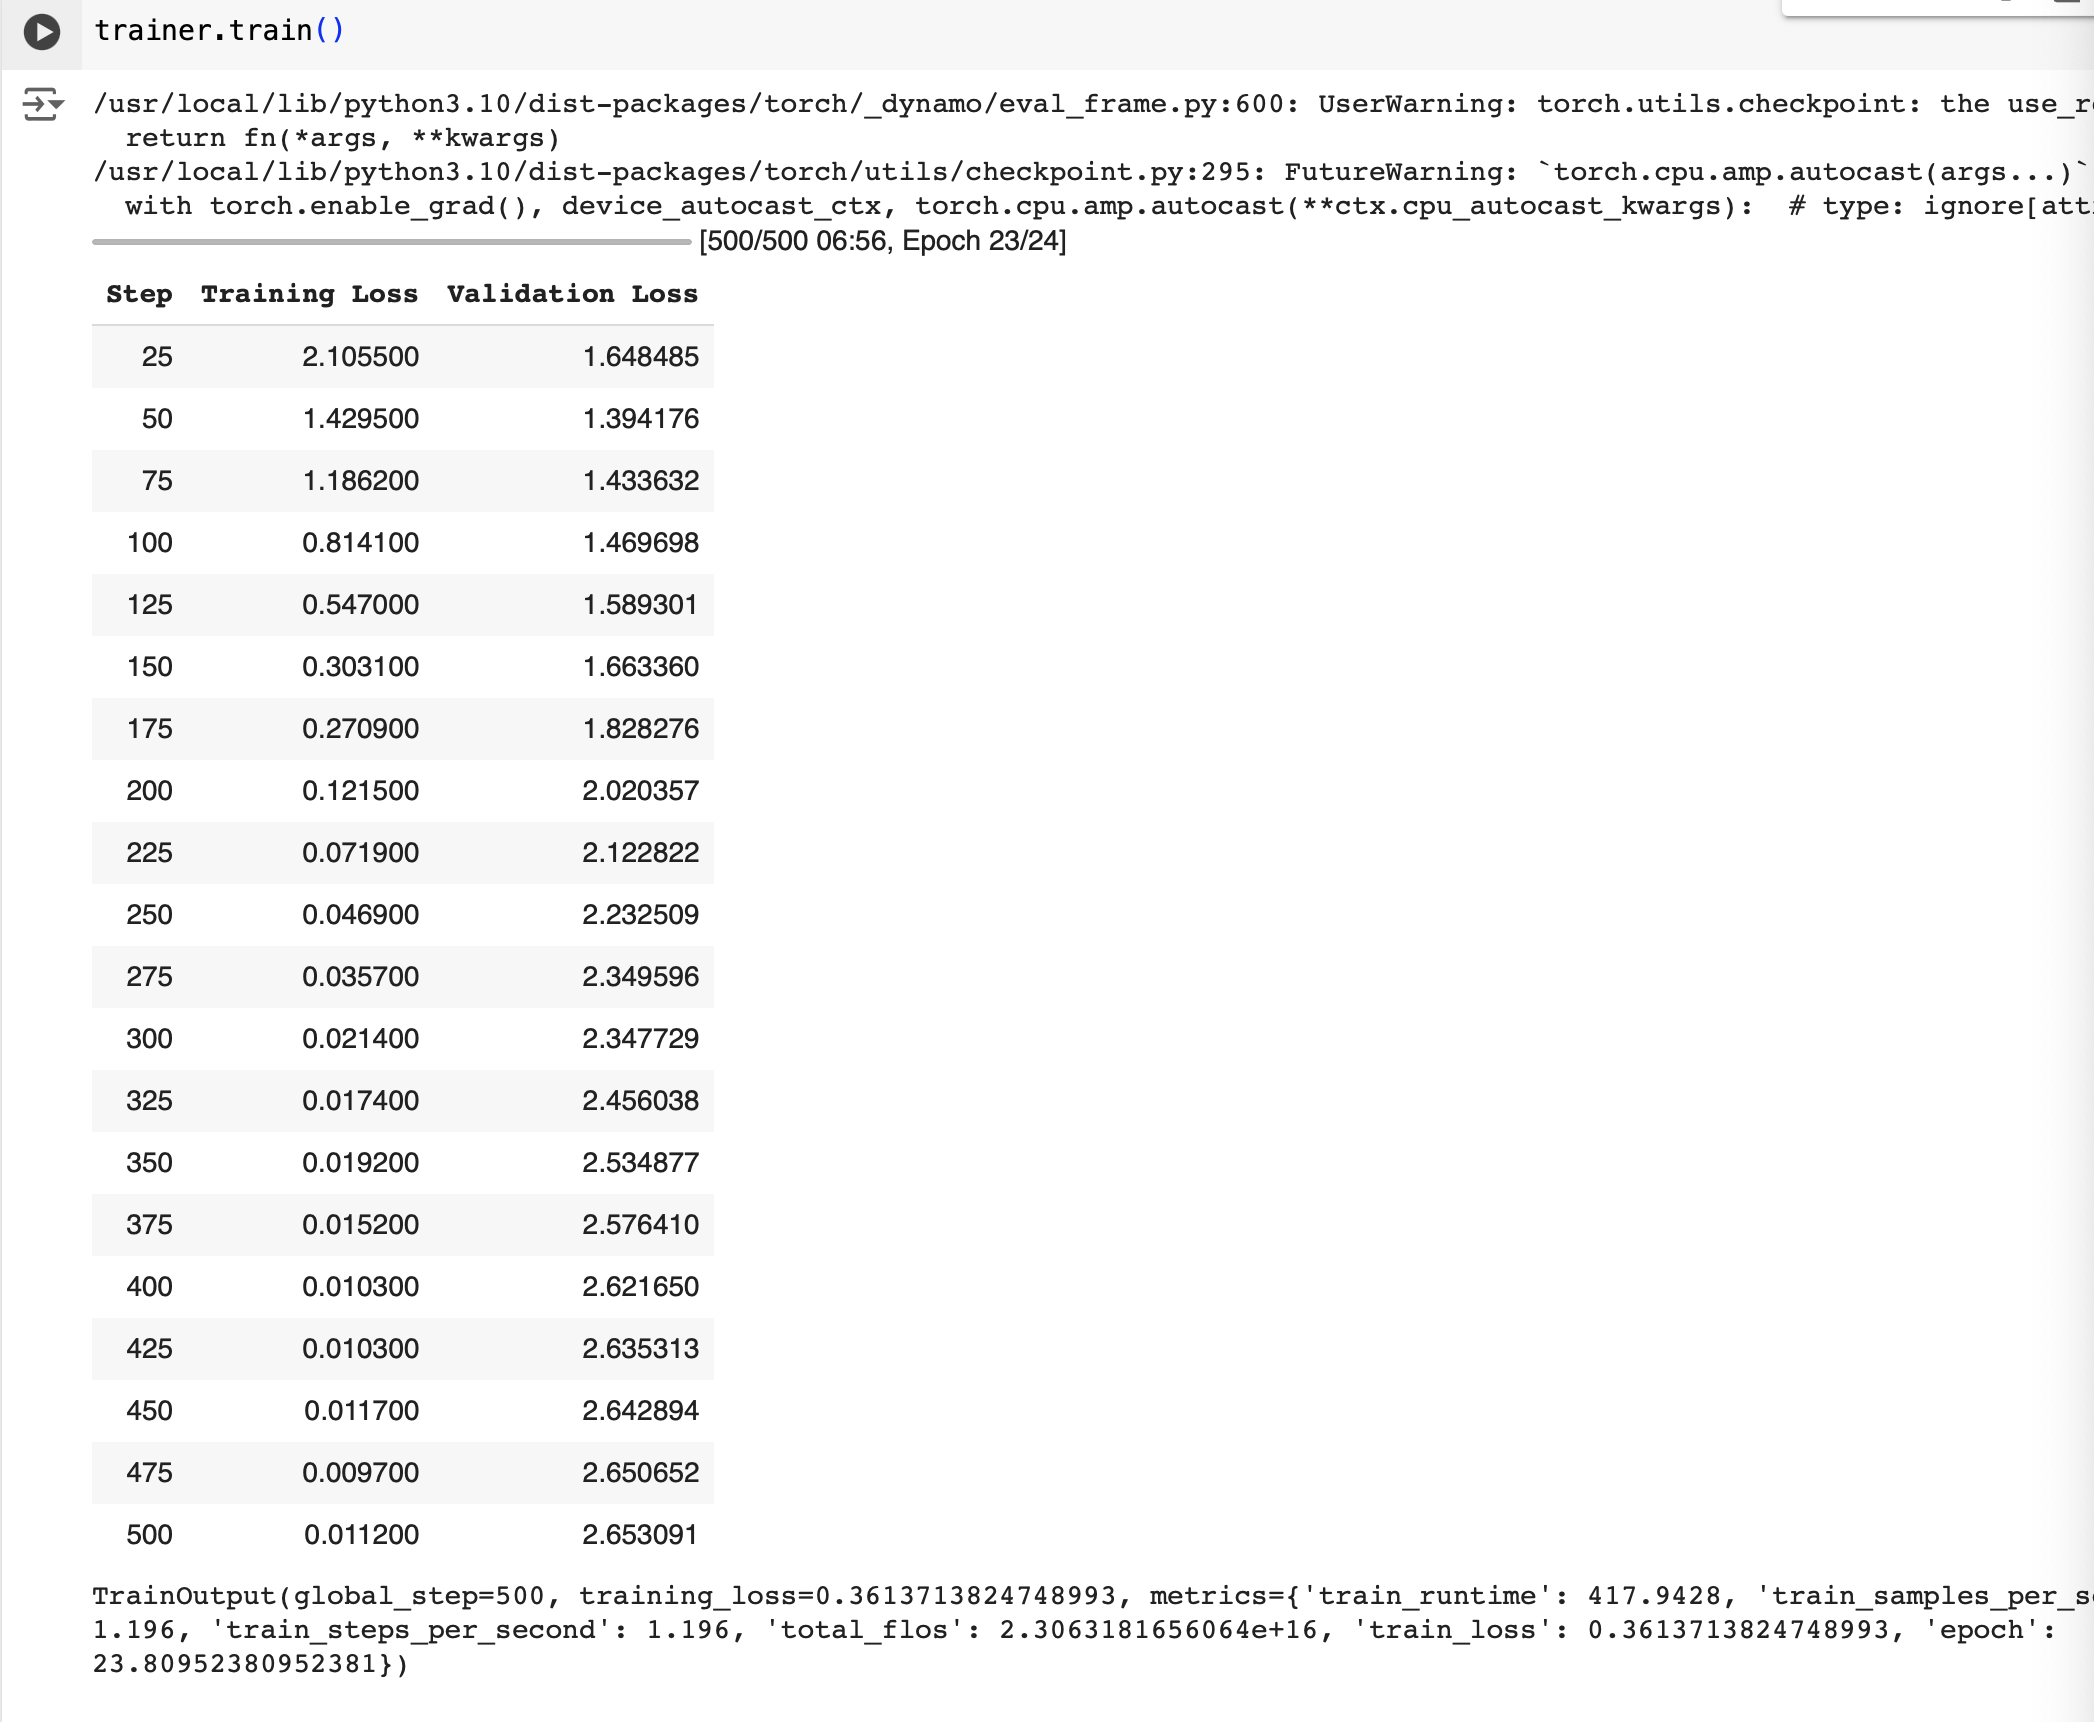 trainer.train()
/usr/local/lib/python3.10/dist-packages/torch/_dynamo/eval_frame.py:600: UserWarning: torch.utils.checkpoint: the
return fn(*args, **kwargs)
/usr/local/lib/python3.10/dist-packages/torch/utils/checkpoint.py:295: FutureWarning: `torch.cpu.amp.autocast(args...)`
with torch.enable_grad(), device_autocast_ctx, torch.cpu.amp.autocast(**ctx.cpu_autocast_kwargs):  # type:
[500/500 06:56, Epoch 23/24]
Step Training Loss Validation Loss
25 2.105500 1.648485
50 1.429500 1.394176
75 1.186200 1.433632
100 0.814100 1.469698
125 0.547000 1.589301
150 0.303100 1.663360
175 0.270900 1.828276
200 0.121500 2.020357
225 0.071900 2.122822
250 0.046900 2.232509
275 0.035700 2.349596
300 0.021400 2.347729
325 0.017400 2.456038
350 0.019200 2.534877
375 0.015200 2.576410
400 0.010300 2.621650
425 0.010300 2.635313
450 0.011700 2.642894
475 0.009700 2.650652
500 0.011200 2.653091
TrainOutput(global_step=500, training_loss=0.3613713824748993, metrics={'train_runtime': 417.9428,
1.196, 'train_steps_per_second': 1.196, 'total_flos': 2.3063181656064e+16, 'train_loss': 0.3613713824748993, 'epoch':
23.80952380952381})